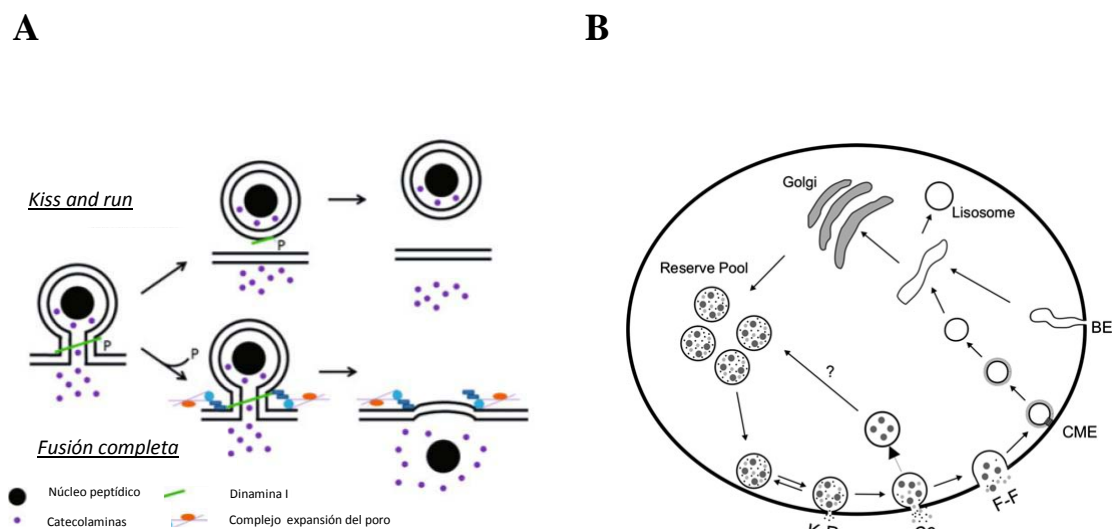 A
B
Kiss and run
P
P
P
Fusión completa
Núcleo peptídico
Dinamina I
Catecolaminas
Complejo expansión del poro
Golgi
Lisosome
Reserve Pool
BE
?
CME
F-F